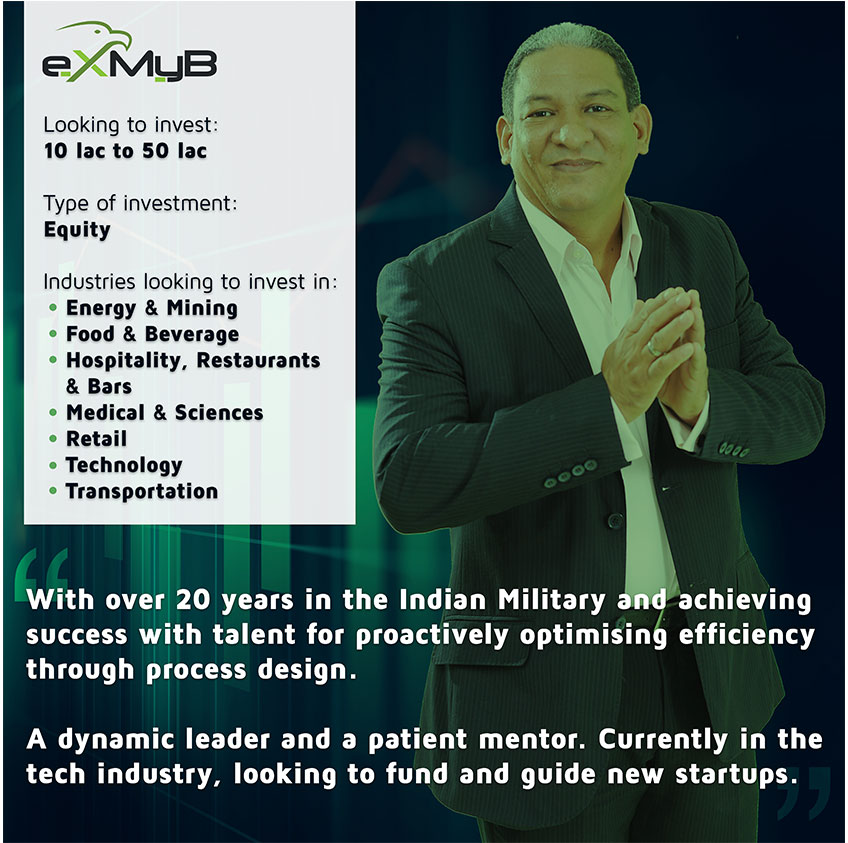 eXMyB
Looking to invest:
10 lac to 50 lac
Type of investment:
Equity
Industries looking to invest in:
• Energy & Mining
• Food & Beverage
• Hospitality, Restaurants
& Bars
• Medical & Sciences
• Retail
• Technology
• Transportation
“
With over 20 years in the Indian Military and achieving
success with talent for proactively optimising efficiency
through process design.
A dynamic leader and a patient mentor. Currently in the
tech industry, looking to fund and guide new startups.
”